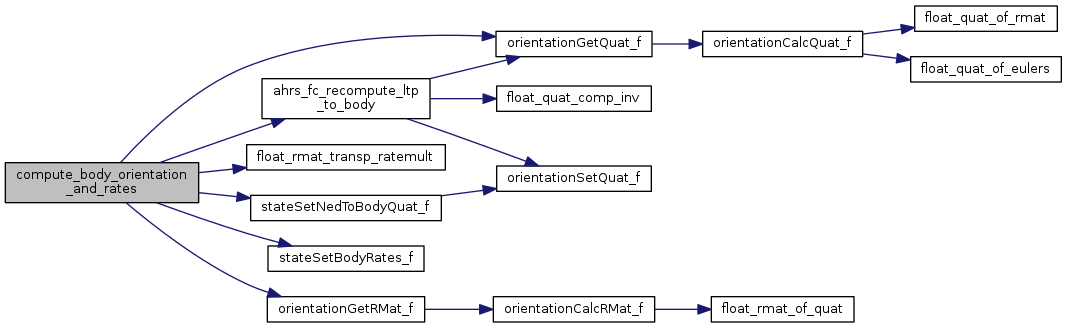 compute_body_orientation
_and_rates
orientationGetQuat_f
ahrs_fc_recompute_ltp
_to_body
float_rmat_transp_ratemult
stateSetNedToBodyQuat_f
stateSetBodyRates_f
orientationGetRMat_f
orientationCalcQuat_f
float_quat_of_rmat
float_quat_of_eulers
float_quat_comp_inv
orientationSetQuat_f
orientationCalcRMat_f
float_rmat_of_quat